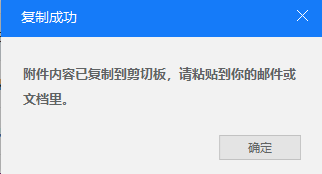 复制成功
附件内容已复制到剪切板，请粘贴到你的邮件或
文档里。
确定